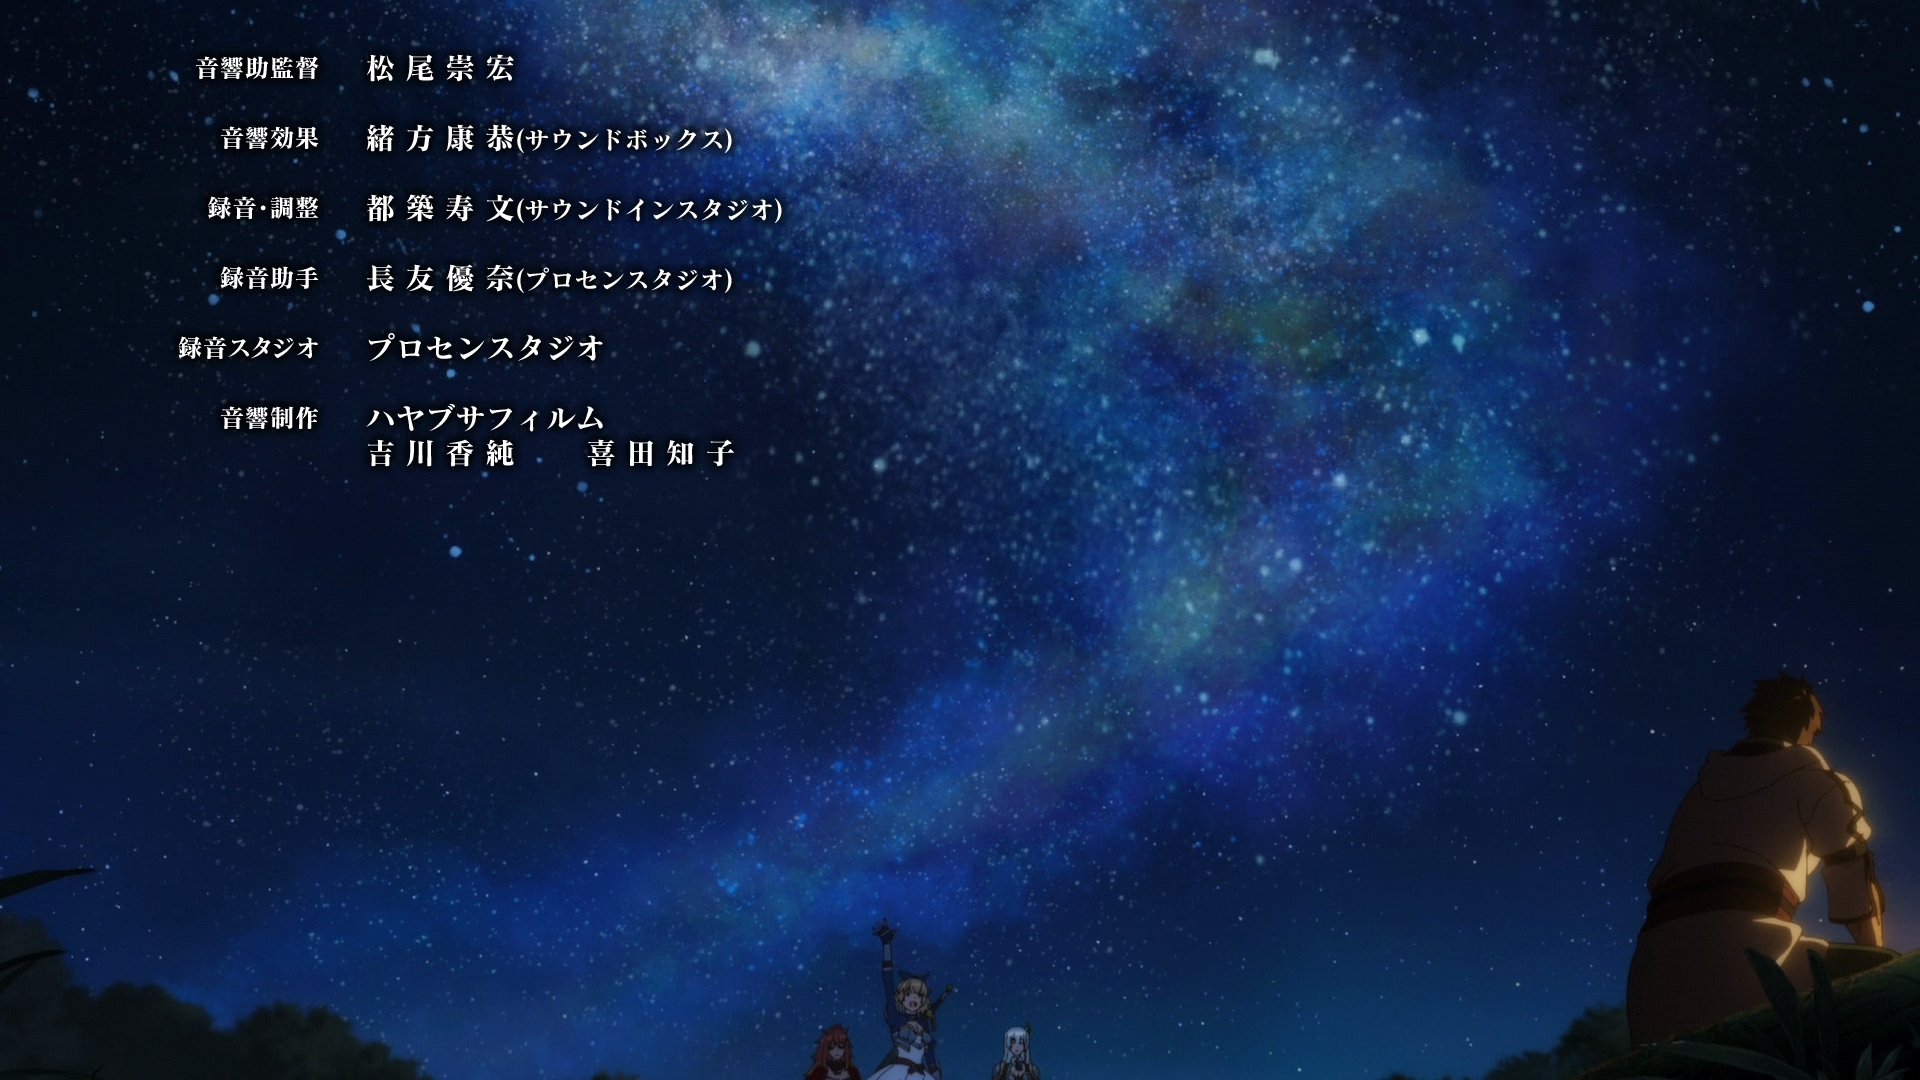 音響助監督 松尾崇宏
音響効果 緒方康恭(サウンドボックス)
録音・調整 都築寿文(サウンドインスタジオ)
録音助手 長友優奈(プロセンスタジオ)
録音スタジオ プロセンスタジオ
音響制作 ハヤブサフィルム
吉川香純 喜田知子